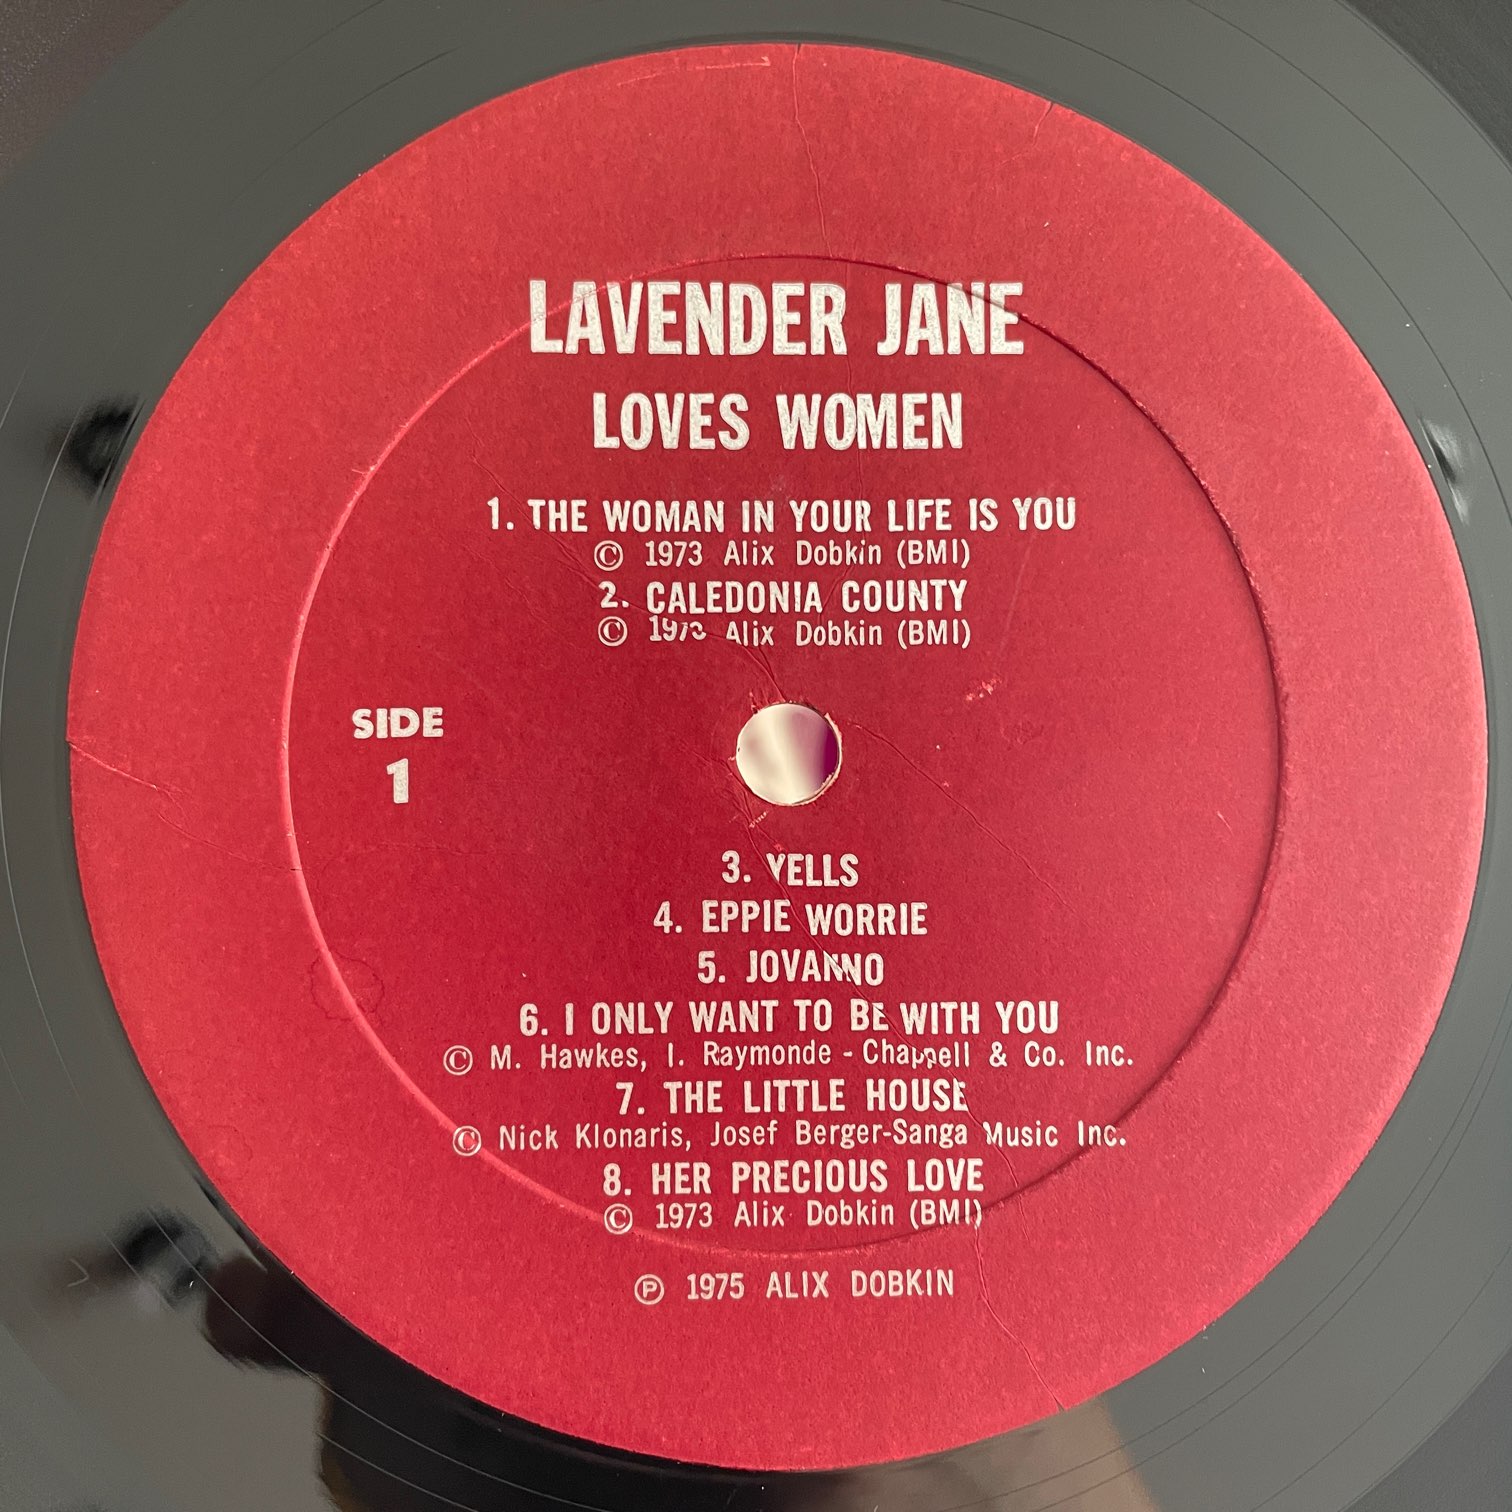 LAVENDER JANE
LOVES WOMEN
1. THE WOMAN IN YOUR LIFE IS YOU
© 1973 Alix Dobkin (BMI)
2. CALEDONIA COUNTY
© 1973 Alix Dobkin (BMI)
SIDE
1
3. YELLS
4. EPPIE WORRIE
5. JOVANNO
6. I ONLY WANT TO BE WITH YOU
© M. Hawkes, I. Raymonde - Chappell & Co. Inc.
7. THE LITTLE HOUSE
© Nick Klonaris, Josef Berger-Sanga Music Inc.
8. HER PRECIOUS LOVE
© 1973 Alix Dobkin (BMI)
℗ 1975 ALIX DOBKIN